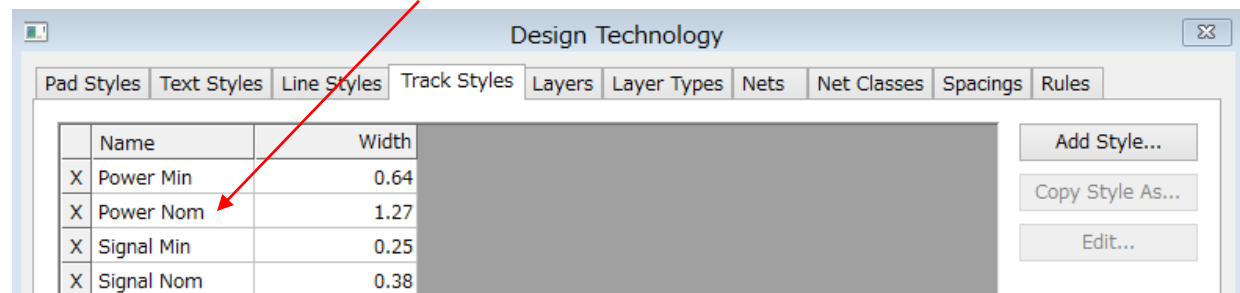 Design Technology
Pad Styles Text Styles Line Styles Track Styles Layers Layer Types Nets Net Classes Spacings Rules
Name Width Add Style...
X Power Min 0.64
Copy Style As...
X Power Nom 1.27
X Signal Min 0.25 Edit...
X Signal Nom 0.38